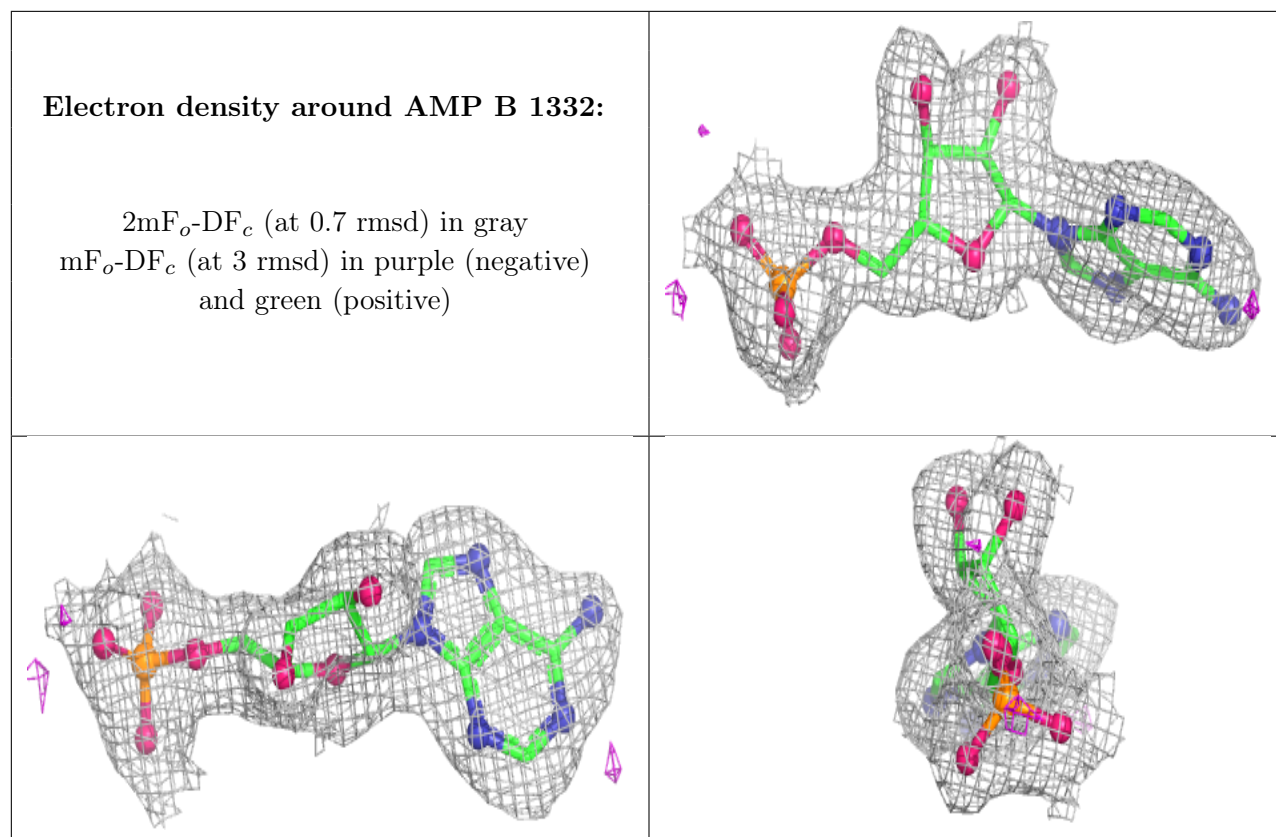 Electron density around AMP B 1332:
2mFₒ-DF𝑐 (at 0.7 rmsd) in gray
mFₒ-DF𝑐 (at 3 rmsd) in purple (negative)
and green (positive)